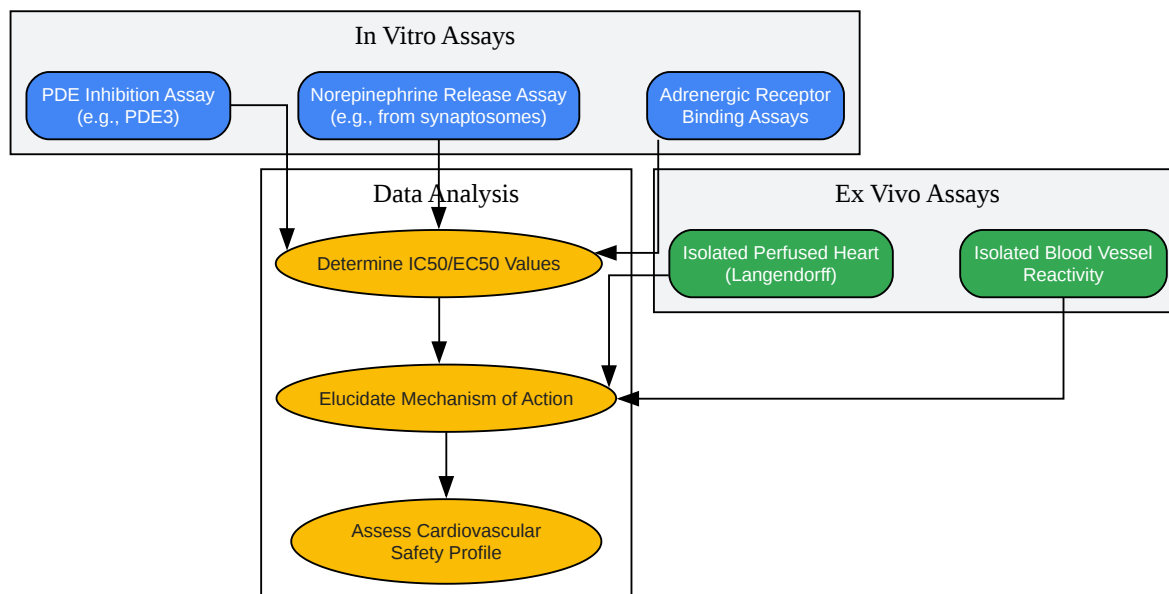 In Vitro Assays
PDE Inhibition Assay
(e.g., PDE3)
Norepinephrine Release Assay
(e.g., from synaptosomes)
Adrenergic Receptor
Binding Assays
Data Analysis
Ex Vivo Assays
Determine IC50/EC50 Values
Isolated Perfused Heart
(Langendorff)
Isolated Blood Vessel
Reactivity
Elucidate Mechanism of Action
Assess Cardiovascular
Safety Profile